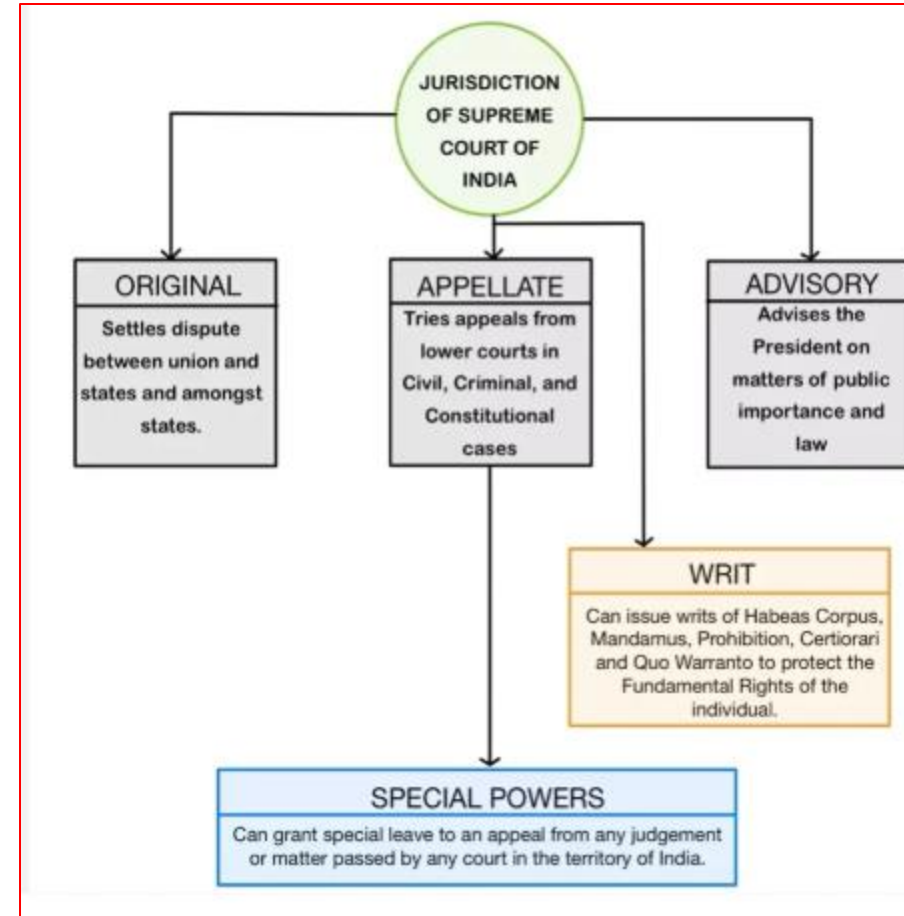 JURISDICTION
OF SUPREME
COURT OF
INDIA
ORIGINAL
Settles dispute
between union and
states and amongst
states.
APPELLATE
Tries appeals from
lower courts in
Civil, Criminal, and
Constitutional
cases
ADVISORY
Advises the
President on
matters of public
importance and
law
WRIT
Can issue writs of Habeas Corpus,
Mandamus, Prohibition, Certiorari
and Quo Warranto to protect the
Fundamental Rights of the
individual.
SPECIAL POWERS
Can grant special leave to an appeal from any judgement
or matter passed by any court in the territory of India.